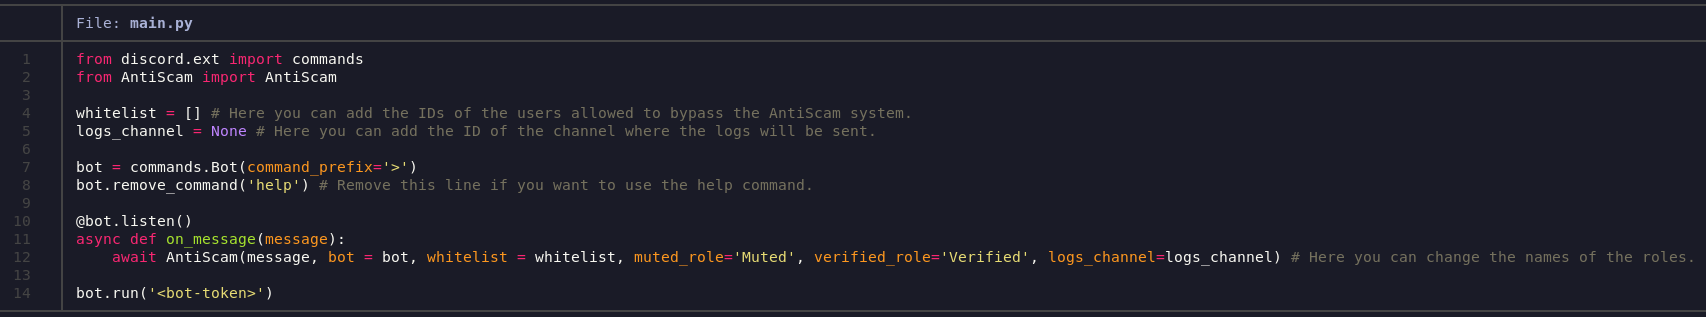 File: main.py
1 from discord.ext import commands
2 from AntiScam import AntiScam
3
4 whitelist = [] # Here you can add the IDs of the users allowed to bypass the AntiScam system.
5 logs_channel = None # Here you can add the ID of the channel where the logs will be sent.
6
7 bot = commands.Bot(command_prefix='>')
8 bot.remove_command('help') # Remove this line if you want to use the help command.
9
10 @bot.listen()
11 async def on_message(message):
12     await AntiScam(message, bot = bot, whitelist = whitelist, muted_role='Muted', verified_role='Verified', logs_channel=logs_channel) # Here you can change the names of the roles.
13
14 bot.run('<bot-token>')